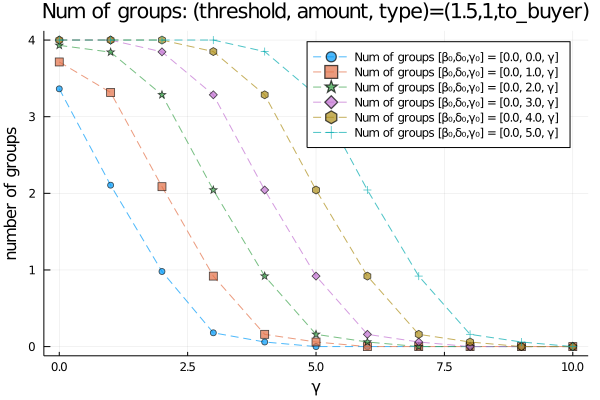 Num of groups: (threshold, amount, type)=(1.5,1,to_buyer)
4
3
2
1
0
number of groups
Num of groups [β₀,δ₀,γ₀] = [0.0, 0.0, γ]
Num of groups [β₀,δ₀,γ₀] = [0.0, 1.0, γ]
Num of groups [β₀,δ₀,γ₀] = [0.0, 2.0, γ]
Num of groups [β₀,δ₀,γ₀] = [0.0, 3.0, γ]
Num of groups [β₀,δ₀,γ₀] = [0.0, 4.0, γ]
Num of groups [β₀,δ₀,γ₀] = [0.0, 5.0, γ]
0.0 2.5 5.0 7.5 10.0
γ